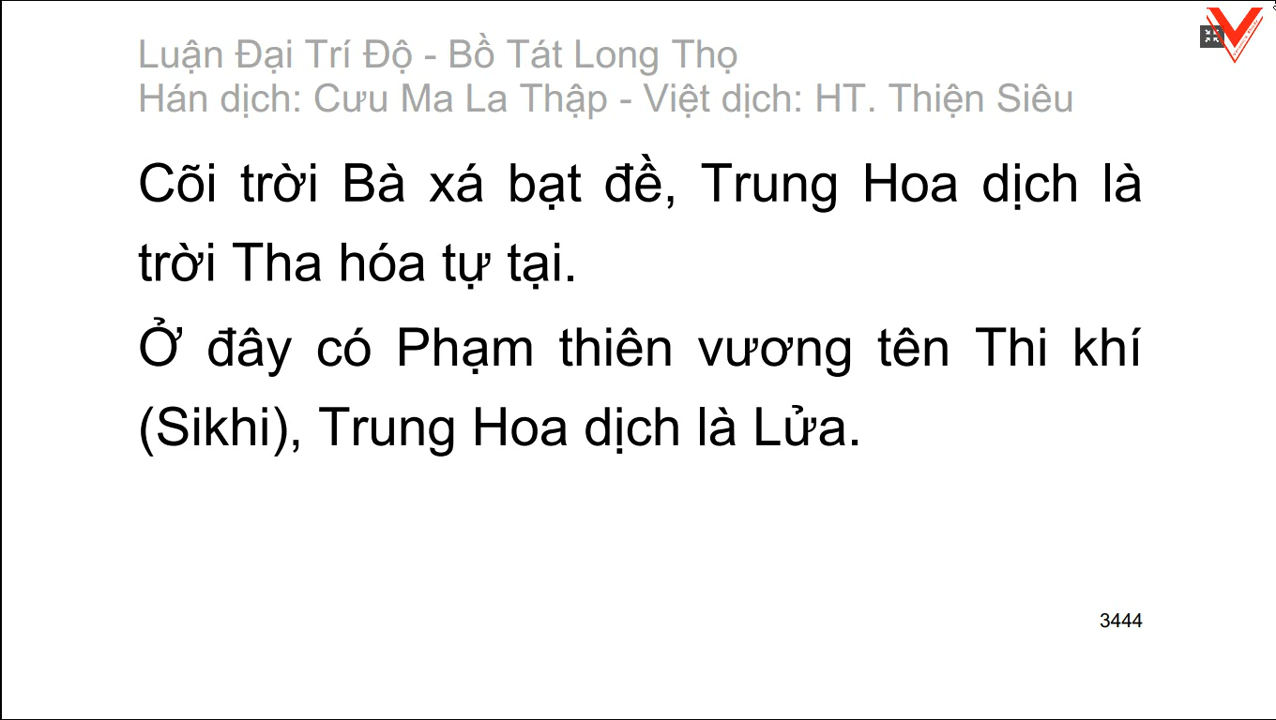 Luận Đại Trí Độ - Bồ Tát Long Thọ
Hán dịch: Cưu Ma La Thập - Việt dịch: HT. Thiện Siêu
Cõi trời Bà xá bạt đề, Trung Hoa dịch là
trời Tha hóa tự tại.
Ở đây có Phạm thiên vương tên Thi khí
(Sikhi), Trung Hoa dịch là Lửa.
3444